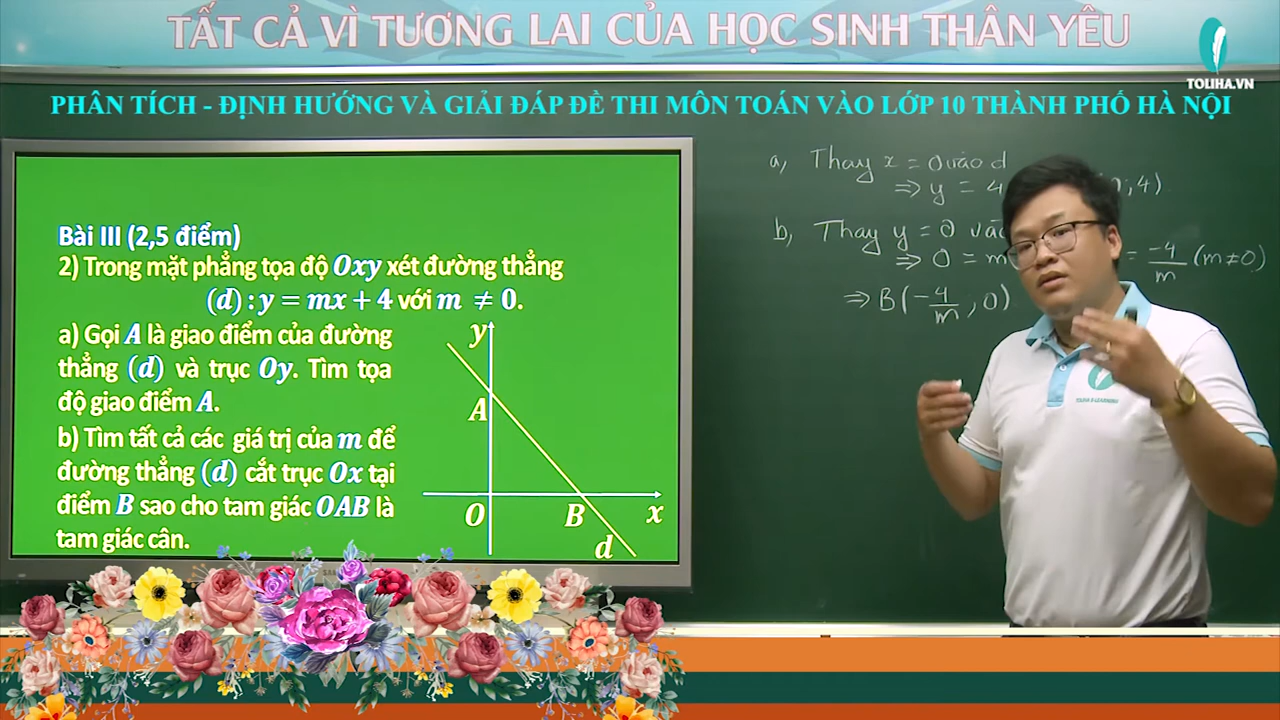 TẤT CẢ VÌ TƯƠNG LAI CỦA HỌC SINH THÂN YÊU
TOLIHA.VN
PHÂN TÍCH - ĐỊNH HƯỚNG VÀ GIẢI ĐÁP ĐỀ THI MÔN TOÁN VÀO LỚP 10 THÀNH PHỐ HÀ NỘI
Bài III (2,5 điểm)
2) Trong mặt phẳng tọa độ Oxy xét đường thẳng
(d) : y = mx + 4 với m ≠ 0.
a) Gọi A là giao điểm của đường
thẳng (d) và trục Oy. Tìm tọa
độ giao điểm A.
b) Tìm tất cả các giá trị của m để
đường thẳng (d) cắt trục Ox tại
điểm B sao cho tam giác OAB là
tam giác cân.
y
A
O B x
d
a, Thay x = 0 vào d
⇒ y = 4 ;4)
b, Thay y = 0 vào
⇒ 0 = m = -4/m (m≠0)
⇒ B(-4/m , 0)
TOLIHA E-LEARNING